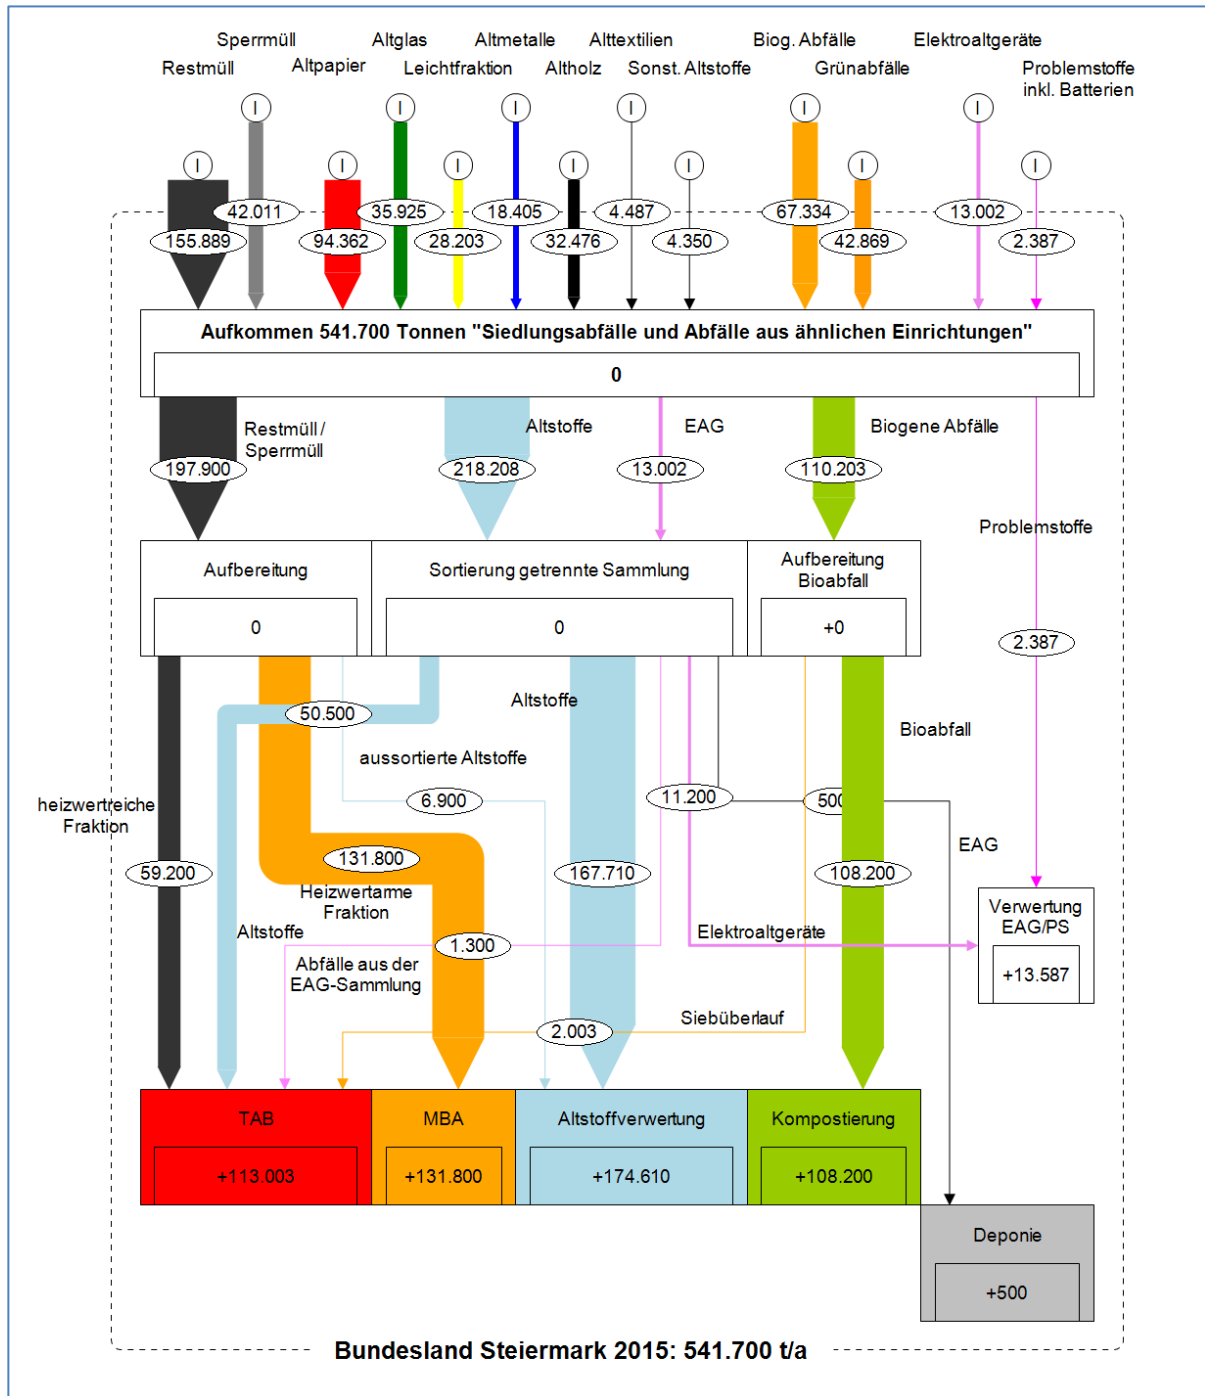 Sperrmüll
Altglas
Altmetalle
Alttextilien
Biog. Abfälle
Elektroaltgeräte
Restmüll
Altpapier
Leichtfraktion
Altholz
Sonst. Altstoffe
Grünabfälle
Problemstoffe
inkl. Batterien
I
I
I
I
I
I
I
I
I
I
I
I
I
42.011
35.925
18.405
4.487
67.334
13.002
155.889
94.362
28.203
32.476
4.350
42.869
2.387
Aufkommen 541.700 Tonnen "Siedlungsabfälle und Abfälle aus ähnlichen Einrichtungen"
0
Restmüll /
Sperrmüll
Altstoffe
EAG
Biogene Abfälle
197.900
218.208
13.002
110.203
Problemstoffe
Aufbereitung
Sortierung getrennte Sammlung
Aufbereitung
Bioabfall
0
0
+0
2.387
50.500
Altstoffe
Bioabfall
aussortierte Altstoffe
heizwertreiche
Fraktion
6.900
11.200
500
EAG
131.800
59.200
167.710
108.200
Heizwertarme
Fraktion
Verwertung
EAG/PS
Altstoffe
1.300
Elektroaltgeräte
+13.587
Abfälle aus der
EAG-Sammlung
Siebüberlauf
2.003
TAB
MBA
Altstoffverwertung
Kompostierung
+113.003
+131.800
+174.610
+108.200
Deponie
+500
Bundesland Steiermark 2015: 541.700 t/a